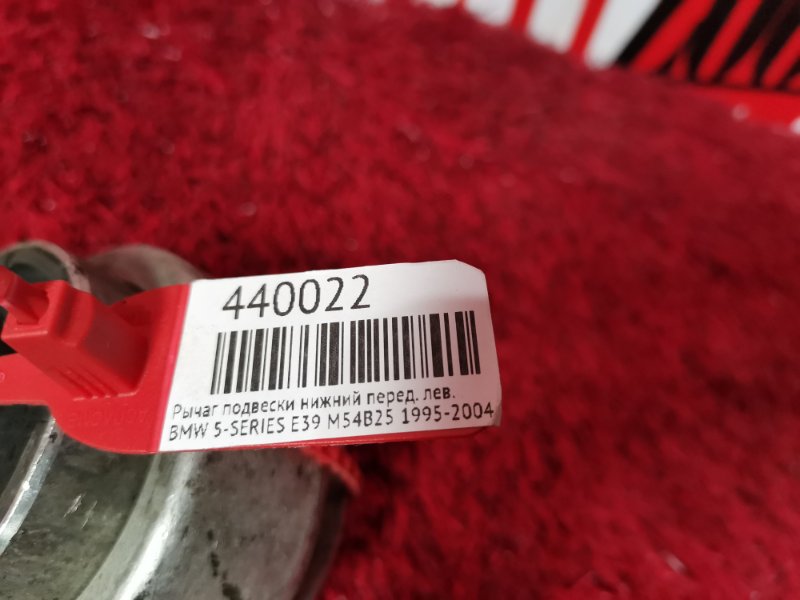 440022
Рычаг подвески нижний перед. лев.
BMW 5-SERIES E39 M54B25 1995-2004